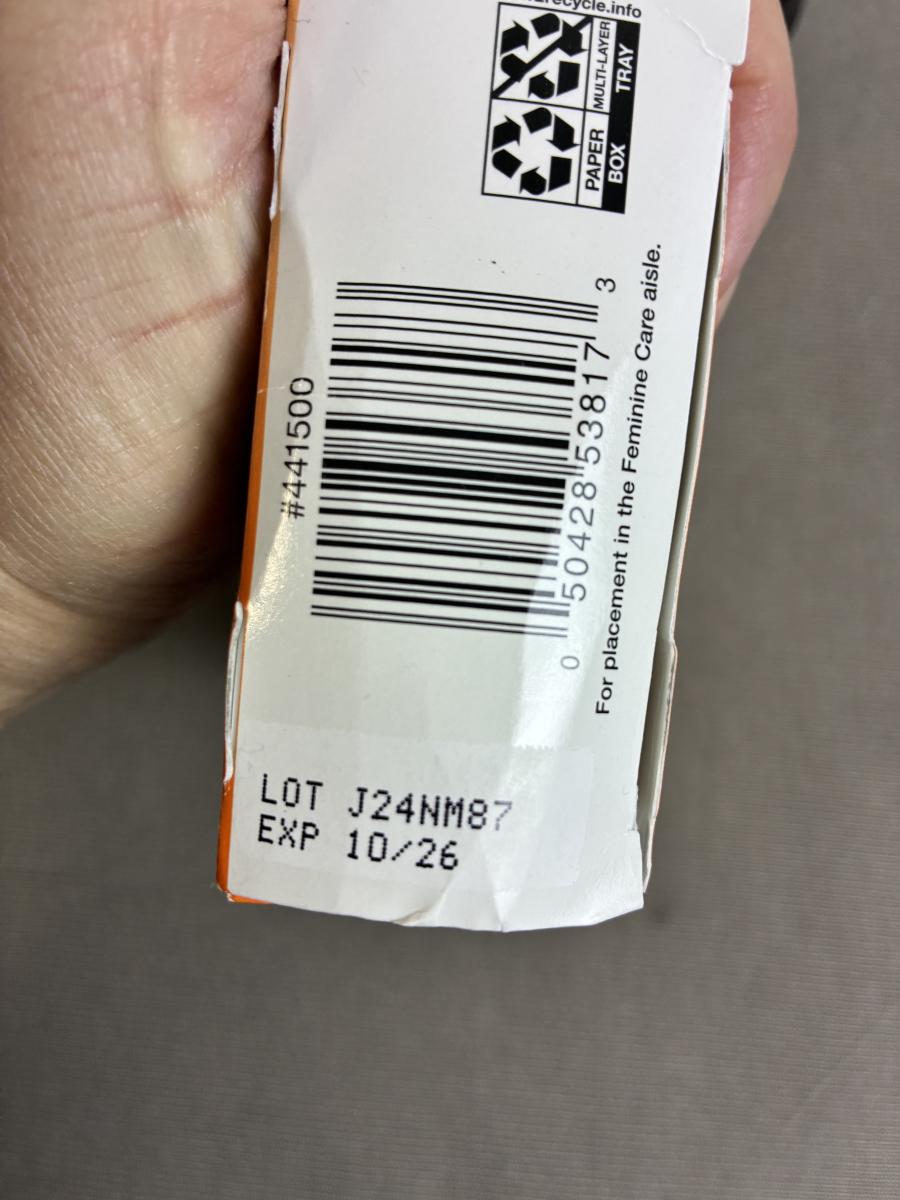 recycle.info
MULTI-LAYER
TRAY
PAPER
BOX
#441500
0 50428 53817 3
For placement in the Feminine Care aisle.
LOT J24NM87
EXP 10/26